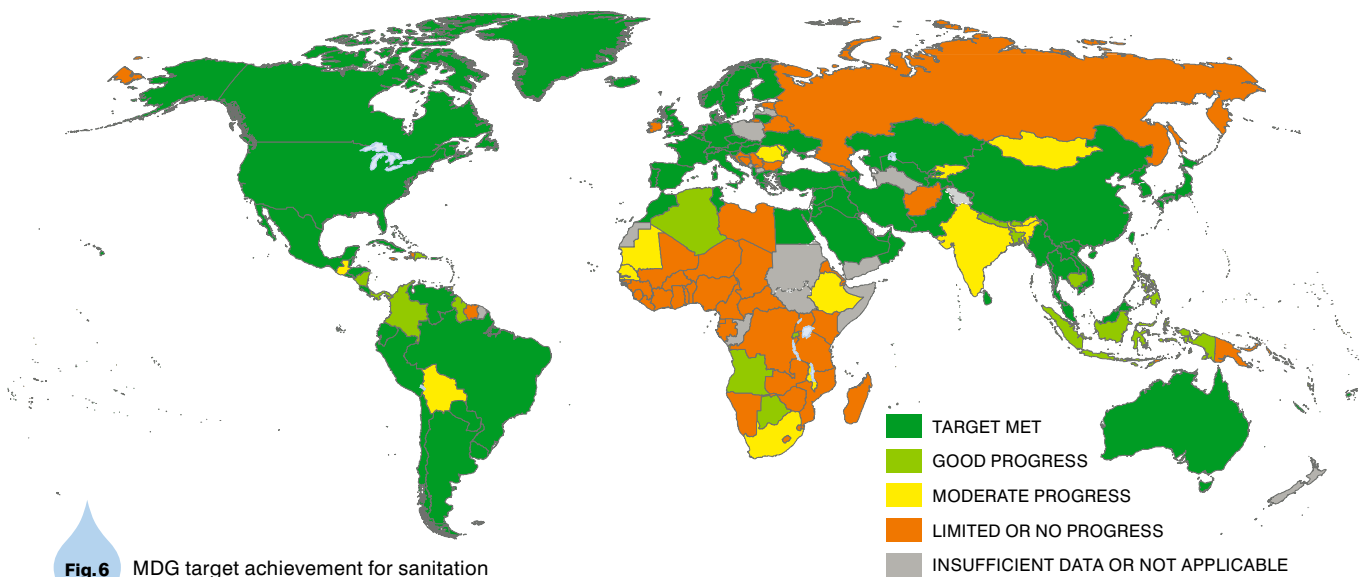 TARGET MET
GOOD PROGRESS
MODERATE PROGRESS
LIMITED OR NO PROGRESS
INSUFFICIENT DATA OR NOT APPLICABLE
Fig.6 MDG target achievement for sanitation